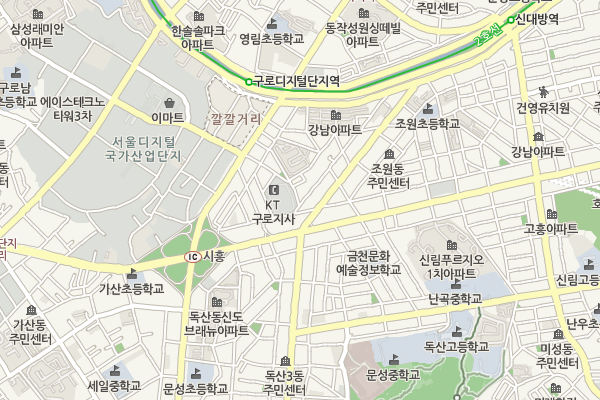 삼성래미안
아파트
한솔솔파크
아파트
영림초등학교
동작성원싱떼빌
아파트
주민센터
신대방역
2호선
구로남
초등학교
에이스테크노
타워3차
이마트
구로디지털단지역
깔깔거리
서울디지털
국가산업단지
강남아파트
조원초등학교
건영유치원
강남아파트
조원동
주민센터
KT
구로지사
고흥아파트
IC
시흥
금천문화
예술정보학교
신림푸르지오
1차아파트
신림고등
가산초등학교
난곡중학교
가산동
주민센터
독산동신도
브래뉴아파트
독산고등학교
난우초
미성동
주민센터
세일중학교
문성초등학교
독산3동
주민센터
문성중학교